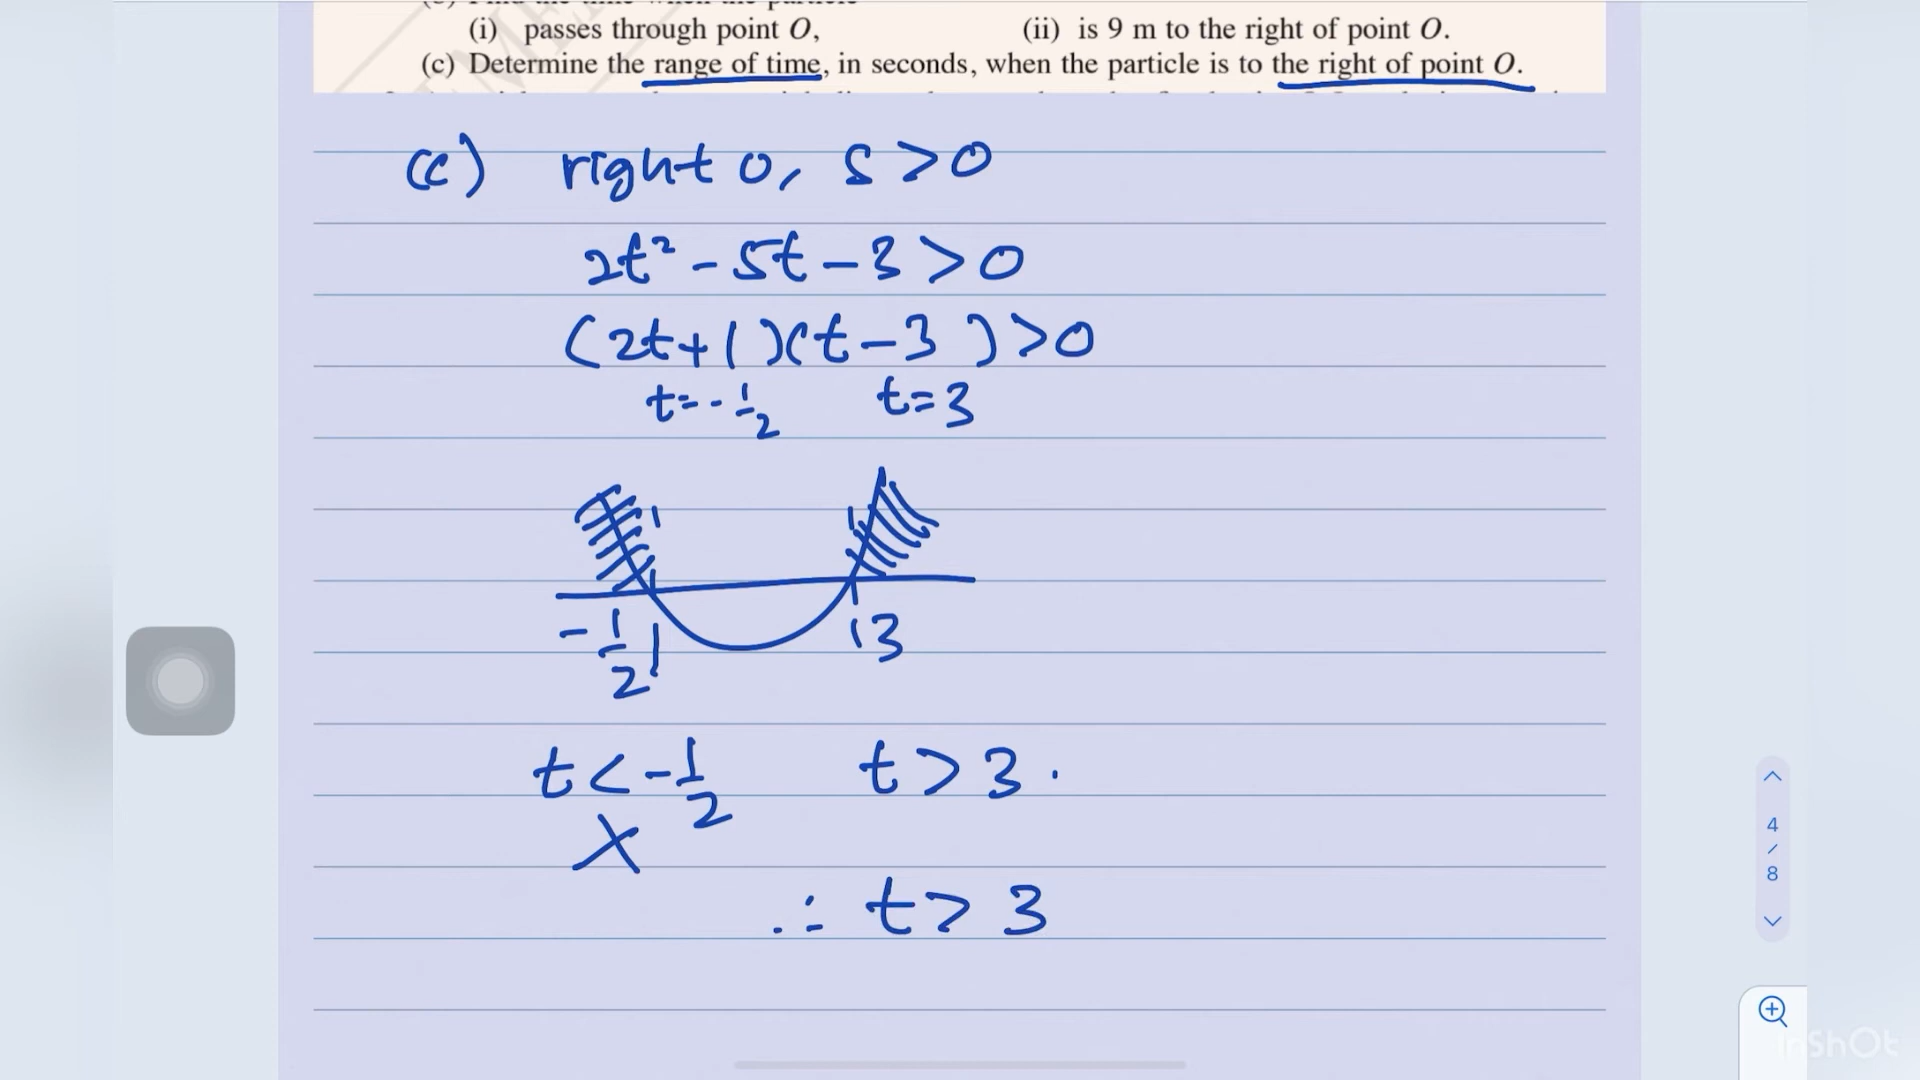 (i) passes through point O, (ii) is 9 m to the right of point O.
(c) Determine the range of time, in seconds, when the particle is to the right of point O.
(c) right O, s>0
2t² - 5t - 3 > 0
(2t+1)(t-3) > 0
t = -1/2 t = 3
-1/2 3
t < -1/2 t > 3 .
X
∴ t > 3
4
/
8
InShOt